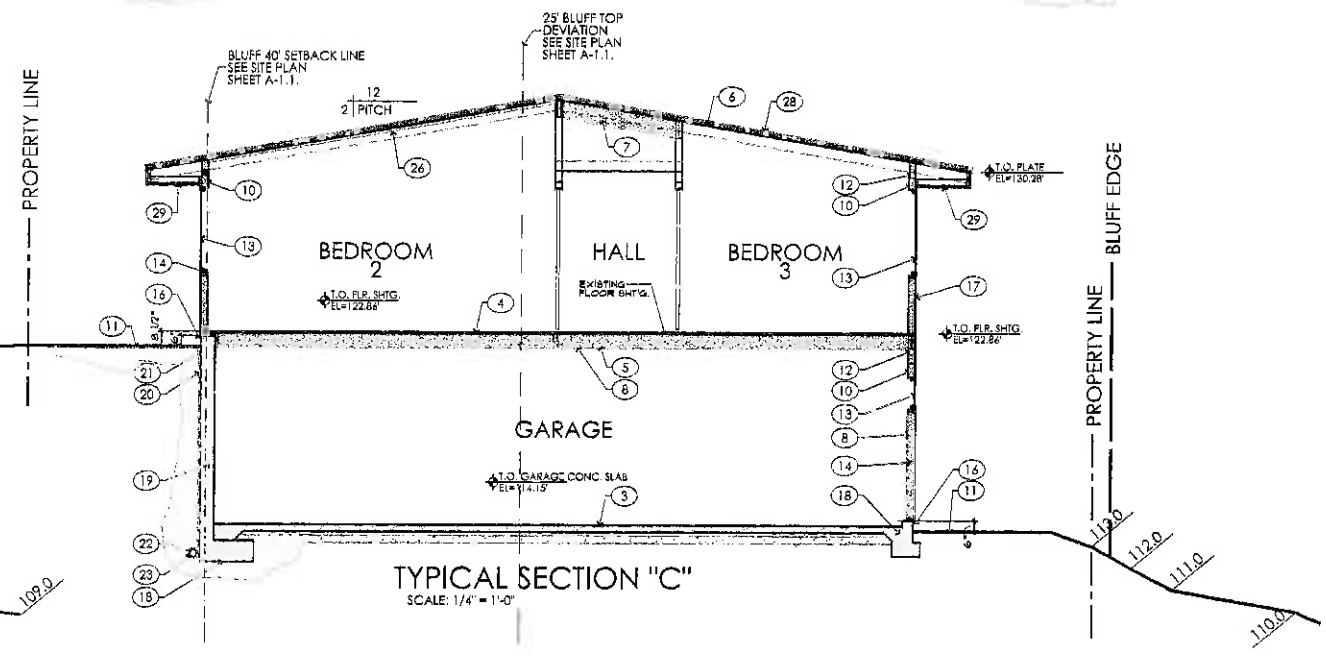 25' BLUFF TOP
DEVIATION
SEE SITE PLAN
SHEET A-1.1.
BLUFF 40' SETBACK LINE
SEE SITE PLAN
SHEET A-1.1.
PROPERTY LINE
12
2 PITCH
6
28
7
26
10
29
12
10
29
T.O. PLATE
EL=130.28'
BLUFF EDGE
13
14
16
11
8 1/2"
BEDROOM
2
HALL
BEDROOM
3
EXISTING
FLOOR SHT'G.
T.O. FLR. SHTG.
EL=122.86'
4
13
17
T.O. FLR. SHTG.
EL=122.86'
PROPERTY LINE
21
20
5
8
12
10
13
8
14
GARAGE
19
T.O. GARAGE CONC. SLAB
EL=114.15'
3
16
11
18
22
23
18
109.0
113.0
112.0
111.0
110.0
TYPICAL SECTION "C"
SCALE: 1/4" = 1'-0"